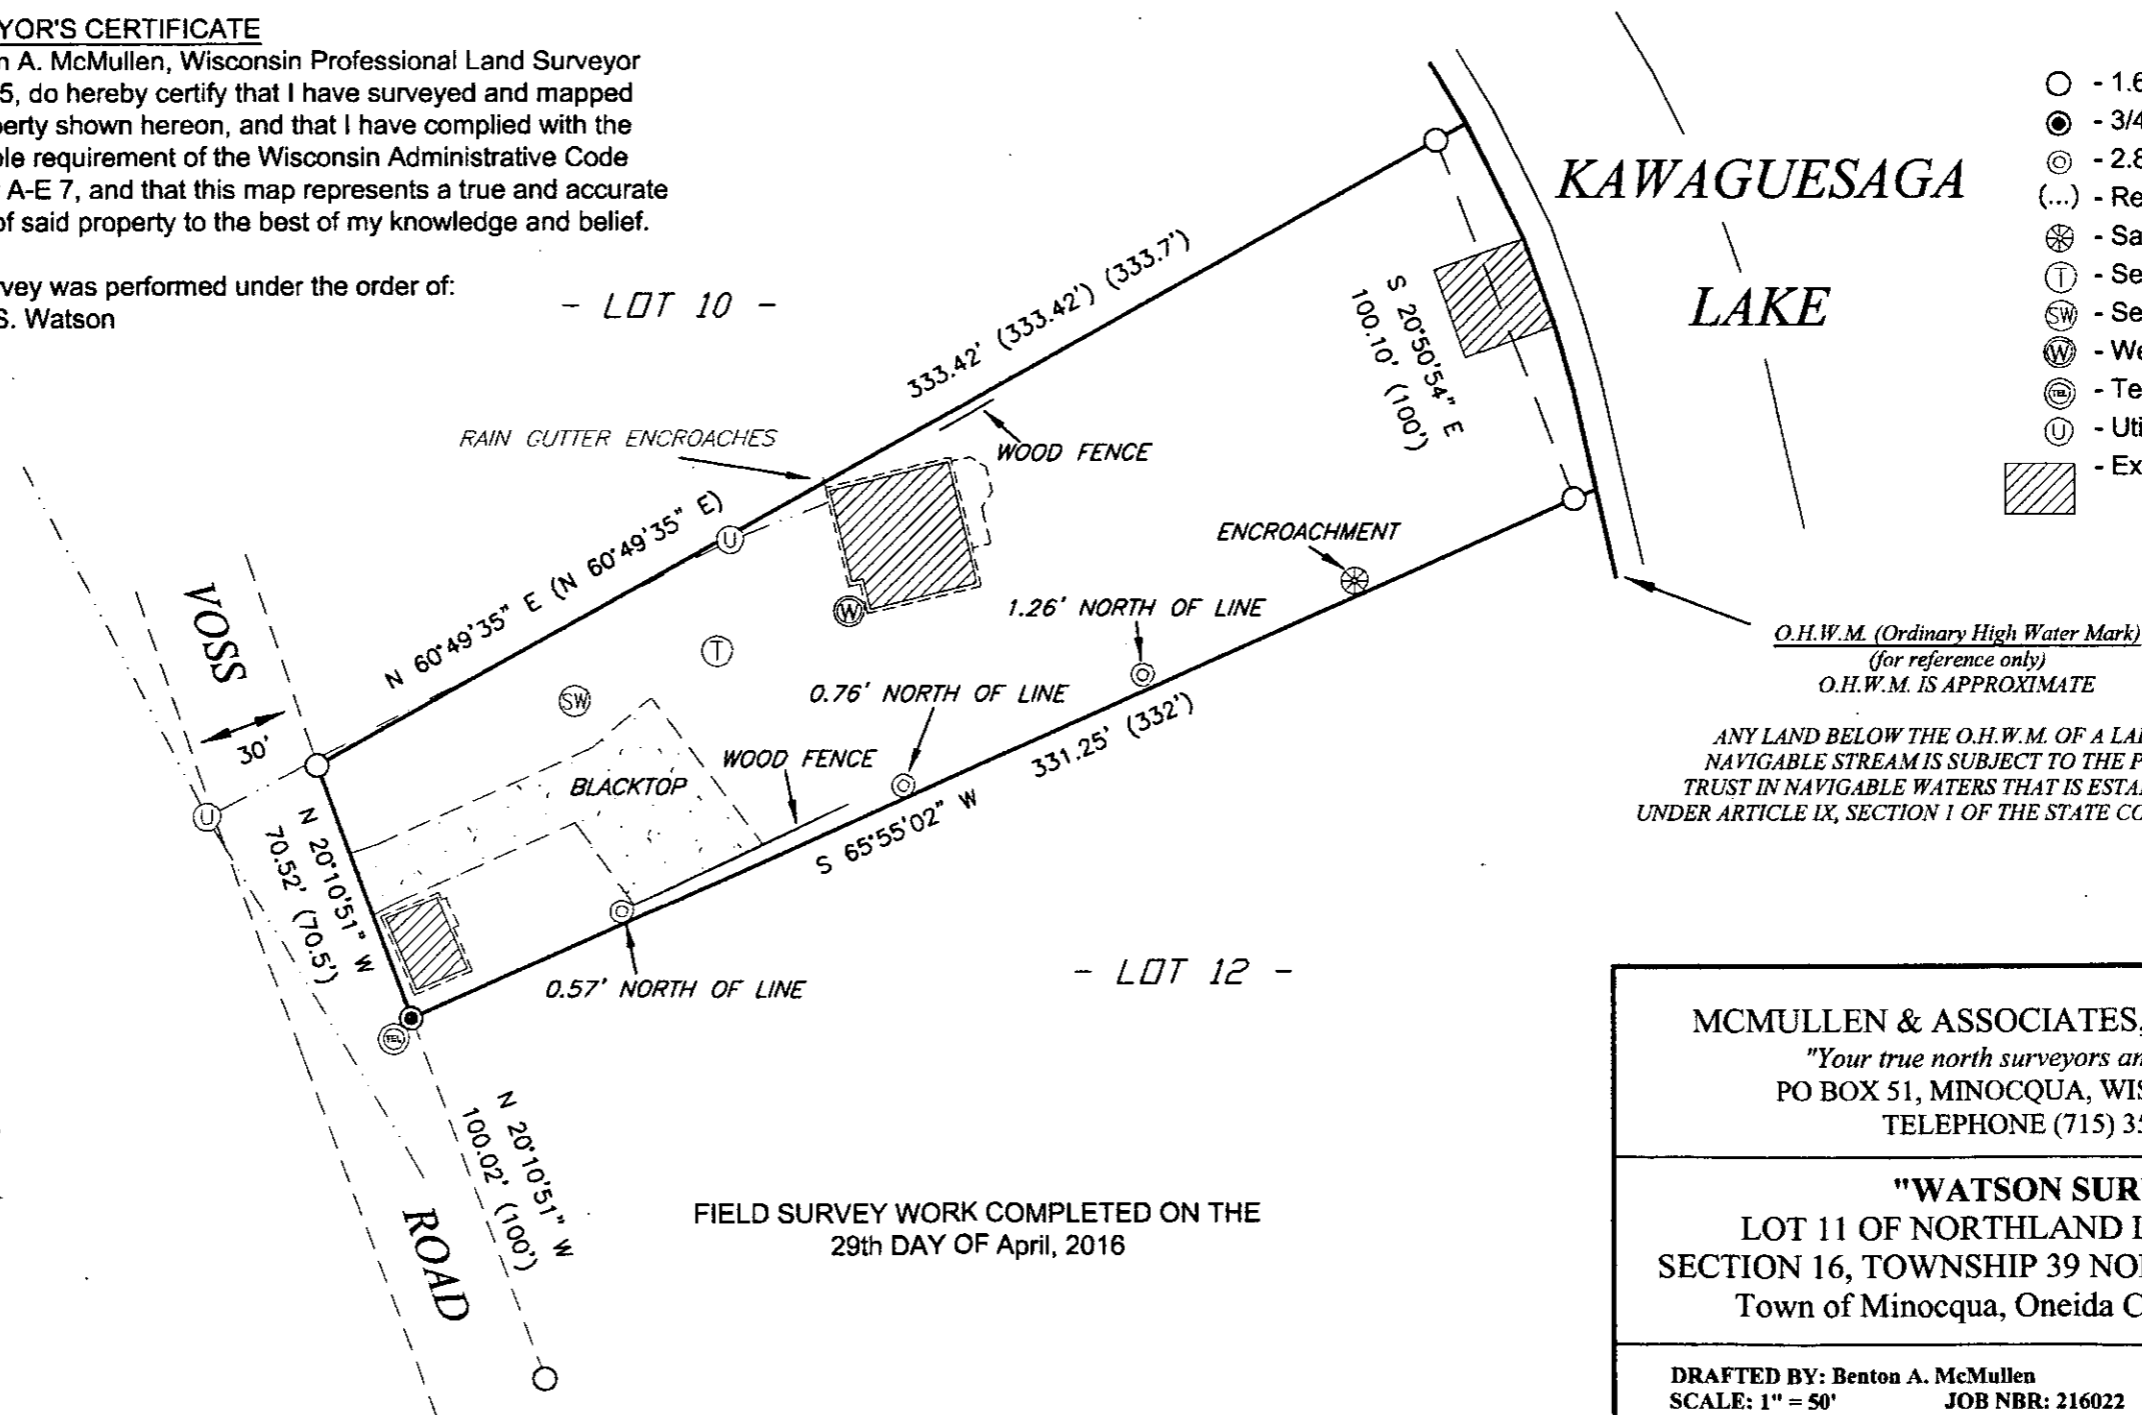 YOR'S CERTIFICATE
n A. McMullen, Wisconsin Professional Land Surveyor
5, do hereby certify that I have surveyed and mapped
perty shown hereon, and that I have complied with the
ble requirement of the Wisconsin Administrative Code
A-E 7, and that this map represents a true and accurate
of said property to the best of my knowledge and belief.
rvey was performed under the order of:
S. Watson
- LOT 10 -
333.42' (333.42') (333.7')
RAIN GUTTER ENCROACHES
WOOD FENCE
N 60°49'35" E (N 60°49'35" E)
U
W
T
SW
S 20°50'54" E
100.10' (100')
KAWAGUESAGA
LAKE
- 1.6
- 3/4
- 2.8
(...) - Re
- Sa
T - Se
SW - Se
W - We
TEL - Te
U - Uti
- Ex
ENCROACHMENT
1.26' NORTH OF LINE
0.76' NORTH OF LINE
WOOD FENCE
BLACKTOP
331.25' (332')
S 65°55'02" W
0.57' NORTH OF LINE
VOSS
30'
U
N 20°10'51" W
70.52' (70.5')
TEL
- LOT 12 -
N 20°10'51" W
100.02' (100')
ROAD
O.H.W.M. (Ordinary High Water Mark)
(for reference only)
O.H.W.M. IS APPROXIMATE
ANY LAND BELOW THE O.H.W.M. OF A LA
NAVIGABLE STREAM IS SUBJECT TO THE P
TRUST IN NAVIGABLE WATERS THAT IS ESTA
UNDER ARTICLE IX, SECTION 1 OF THE STATE CO
FIELD SURVEY WORK COMPLETED ON THE
29th DAY OF April, 2016
MCMULLEN & ASSOCIATES,
"Your true north surveyors an
PO BOX 51, MINOCQUA, WIS
TELEPHONE (715) 35
"WATSON SUR
LOT 11 OF NORTHLAND L
SECTION 16, TOWNSHIP 39 NOR
Town of Minocqua, Oneida C
DRAFTED BY: Benton A. McMullen
SCALE: 1" = 50' JOB NBR: 216022